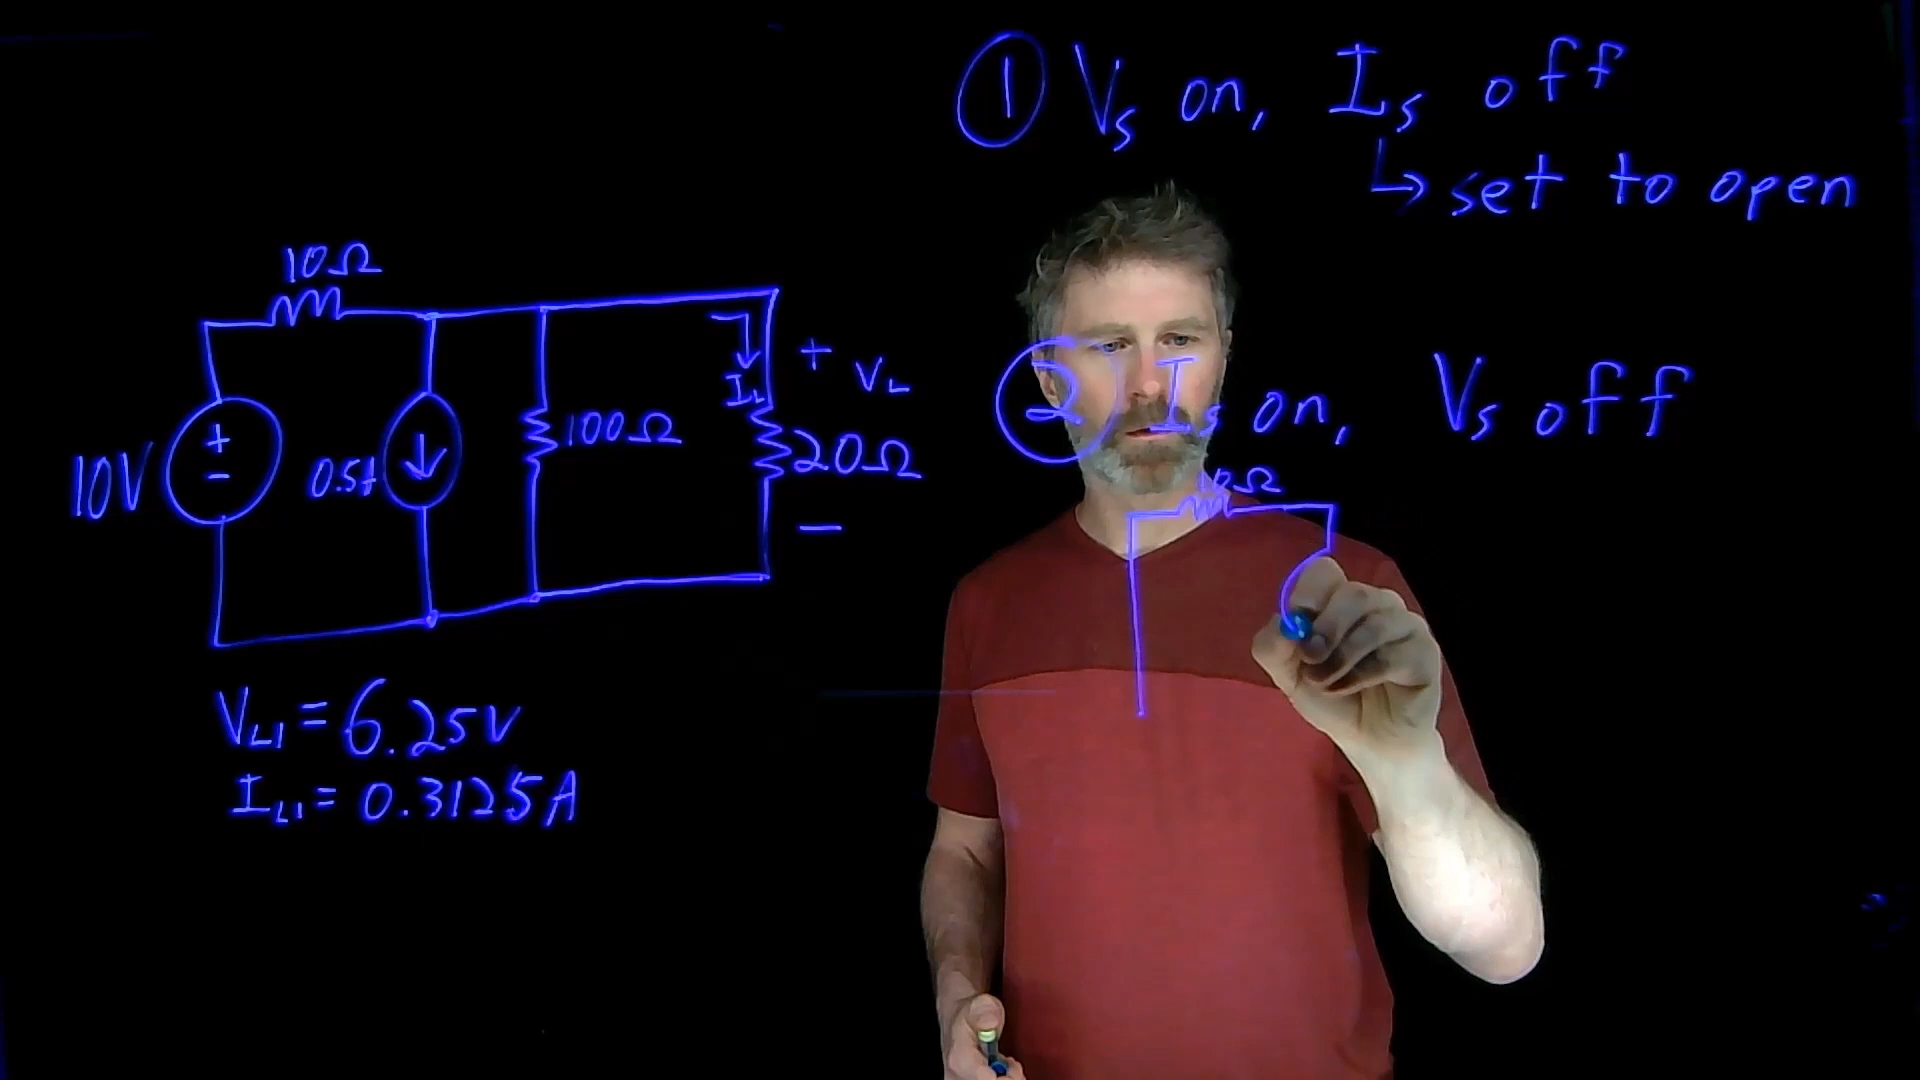 ① Vs on, Is off
↳ set to open
10Ω
+ VL
IL
10V
+
-
0.5A
100Ω
20Ω
-
② Is on, Vs off
10Ω
VL1 = 6.25V
IL1 = 0.3125A